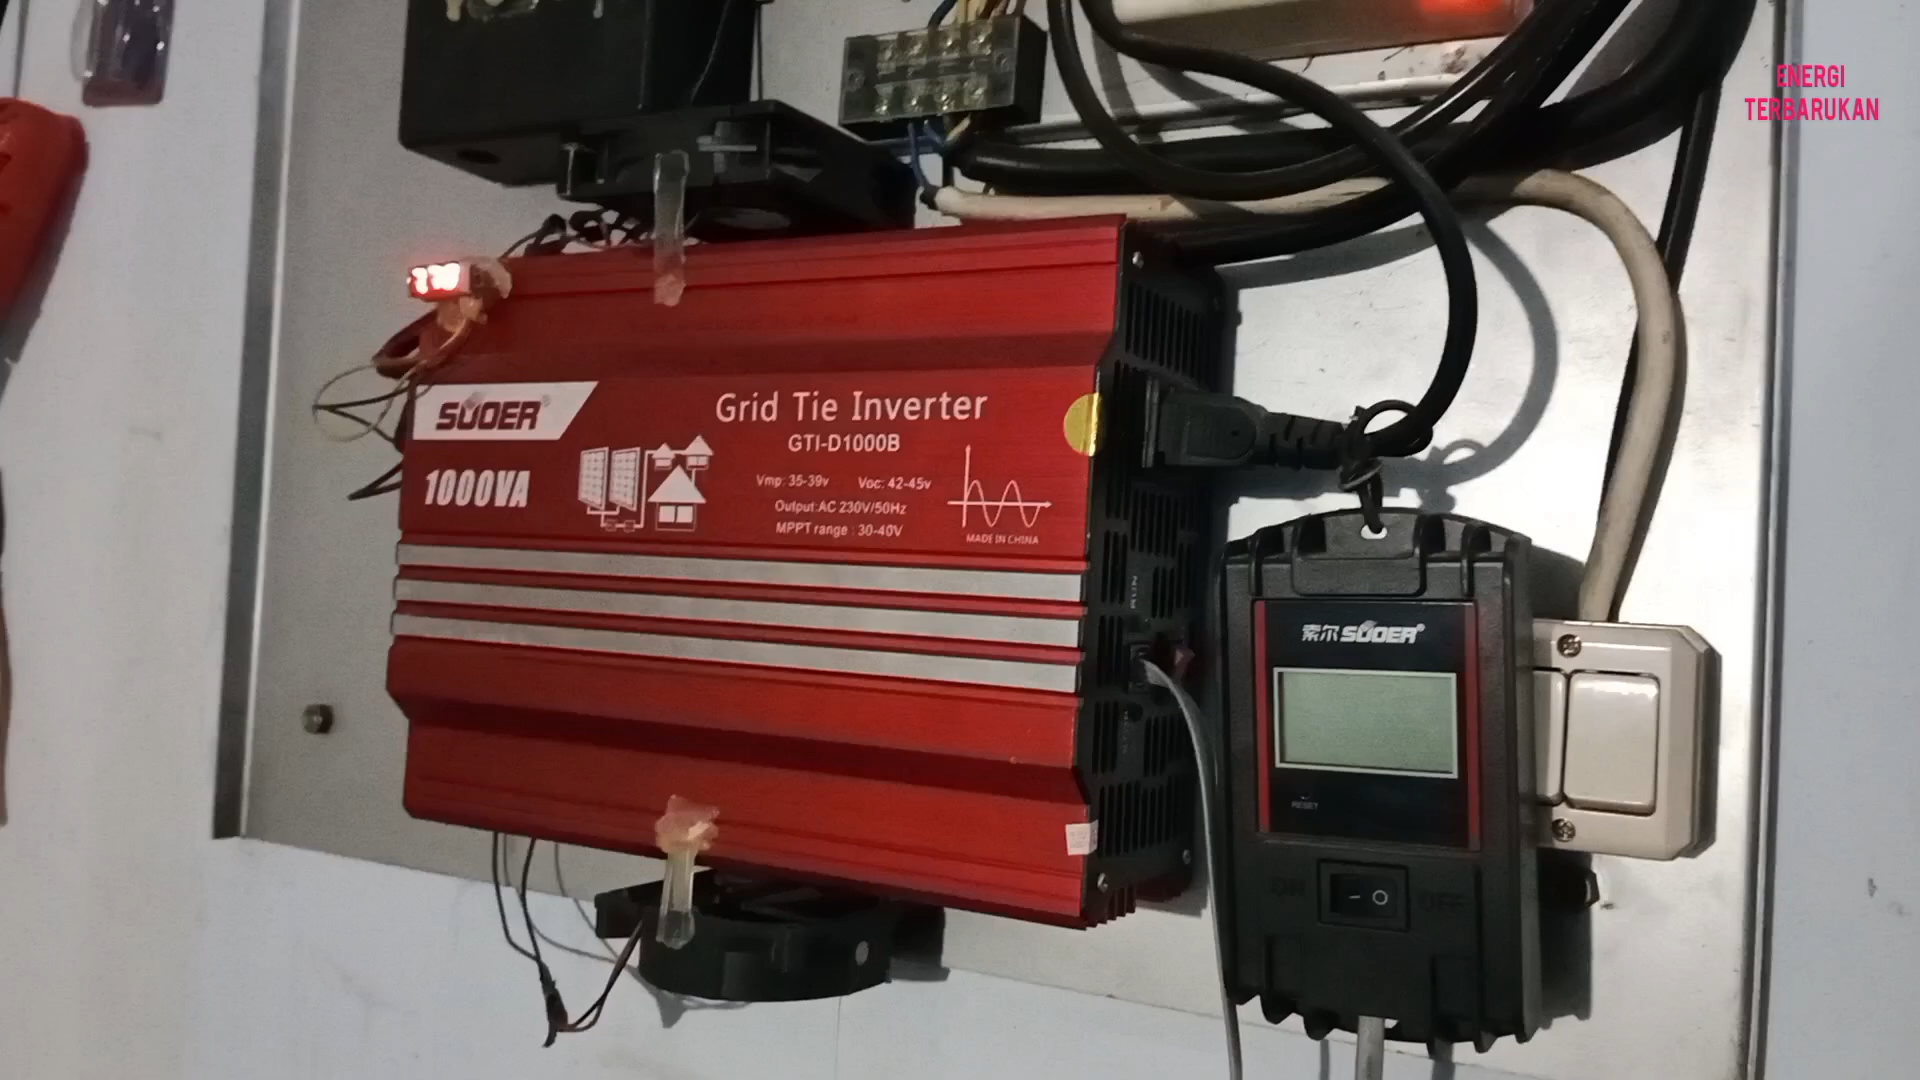 ENERGI
TERBARUKAN
SUOER®
Grid Tie Inverter
GTI-D1000B
1000VA
Vmp: 35-39v Voc: 42-45v
Output:AC 230V/50Hz
MPPT range : 30-40V
MADE IN CHINA
RUN
索尔 SUOER®
RESET
ON OFF